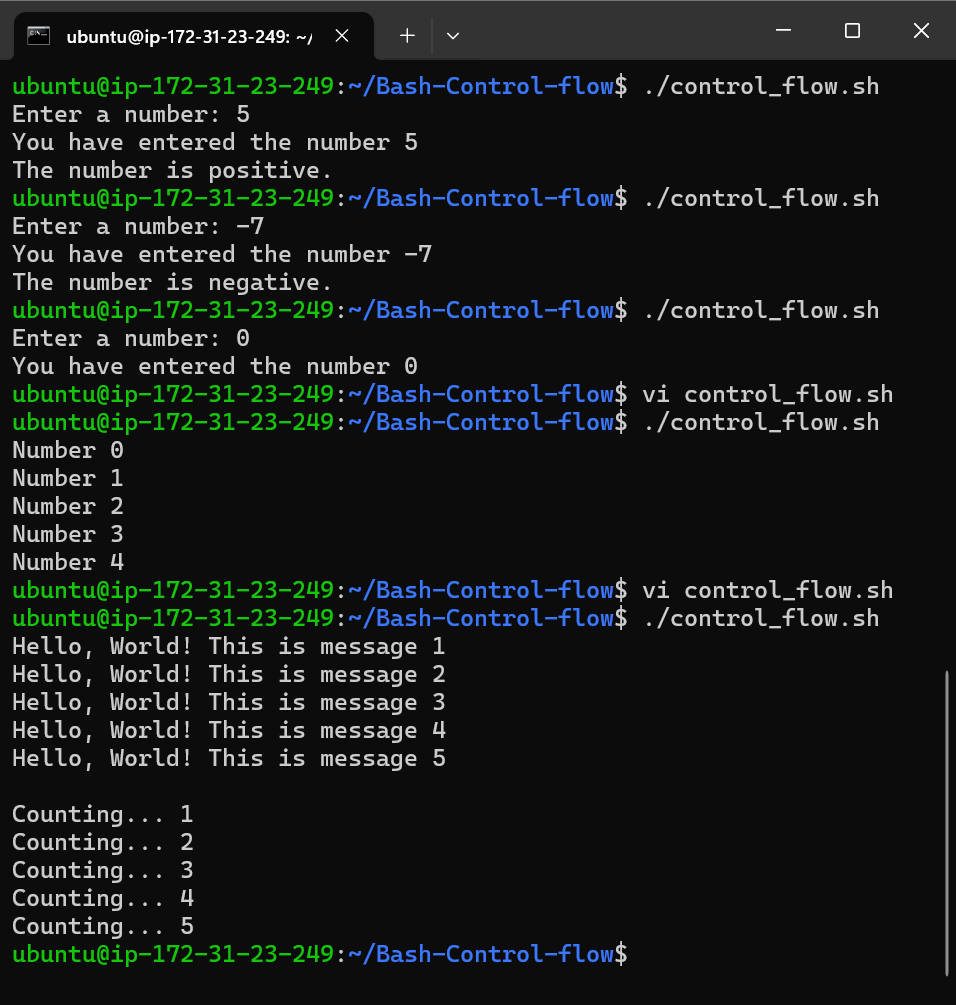 ubuntu@ip-172-31-23-249: ~/
ubuntu@ip-172-31-23-249:~/Bash-Control-flow$ ./control_flow.sh
Enter a number: 5
You have entered the number 5
The number is positive.
ubuntu@ip-172-31-23-249:~/Bash-Control-flow$ ./control_flow.sh
Enter a number: -7
You have entered the number -7
The number is negative.
ubuntu@ip-172-31-23-249:~/Bash-Control-flow$ ./control_flow.sh
Enter a number: 0
You have entered the number 0
ubuntu@ip-172-31-23-249:~/Bash-Control-flow$ vi control_flow.sh
ubuntu@ip-172-31-23-249:~/Bash-Control-flow$ ./control_flow.sh
Number 0
Number 1
Number 2
Number 3
Number 4
ubuntu@ip-172-31-23-249:~/Bash-Control-flow$ vi control_flow.sh
ubuntu@ip-172-31-23-249:~/Bash-Control-flow$ ./control_flow.sh
Hello, World! This is message 1
Hello, World! This is message 2
Hello, World! This is message 3
Hello, World! This is message 4
Hello, World! This is message 5

Counting... 1
Counting... 2
Counting... 3
Counting... 4
Counting... 5
ubuntu@ip-172-31-23-249:~/Bash-Control-flow$